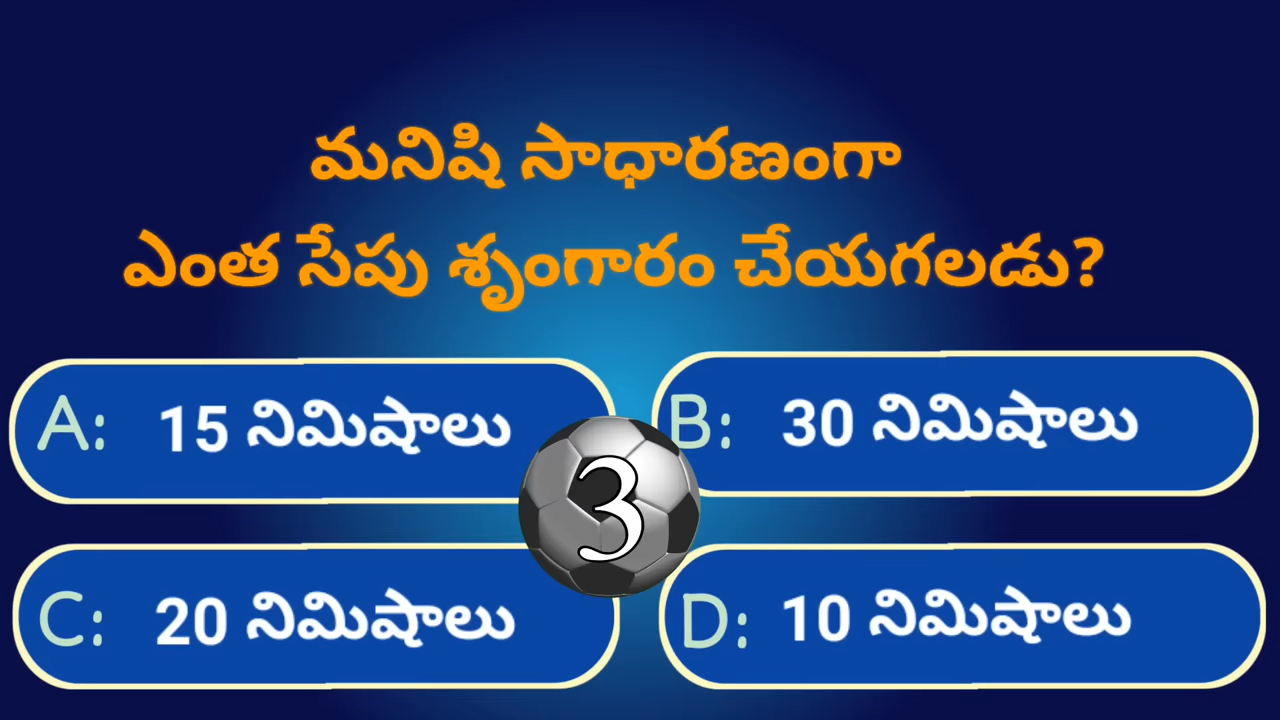 మనిషి సాధారణంగా
ఎంత సేపు శృంగారం చేయగలడు?
A: 15 నిమిషాలు
B: 30 నిమిషాలు
3
C: 20 నిమిషాలు
D: 10 నిమిషాలు